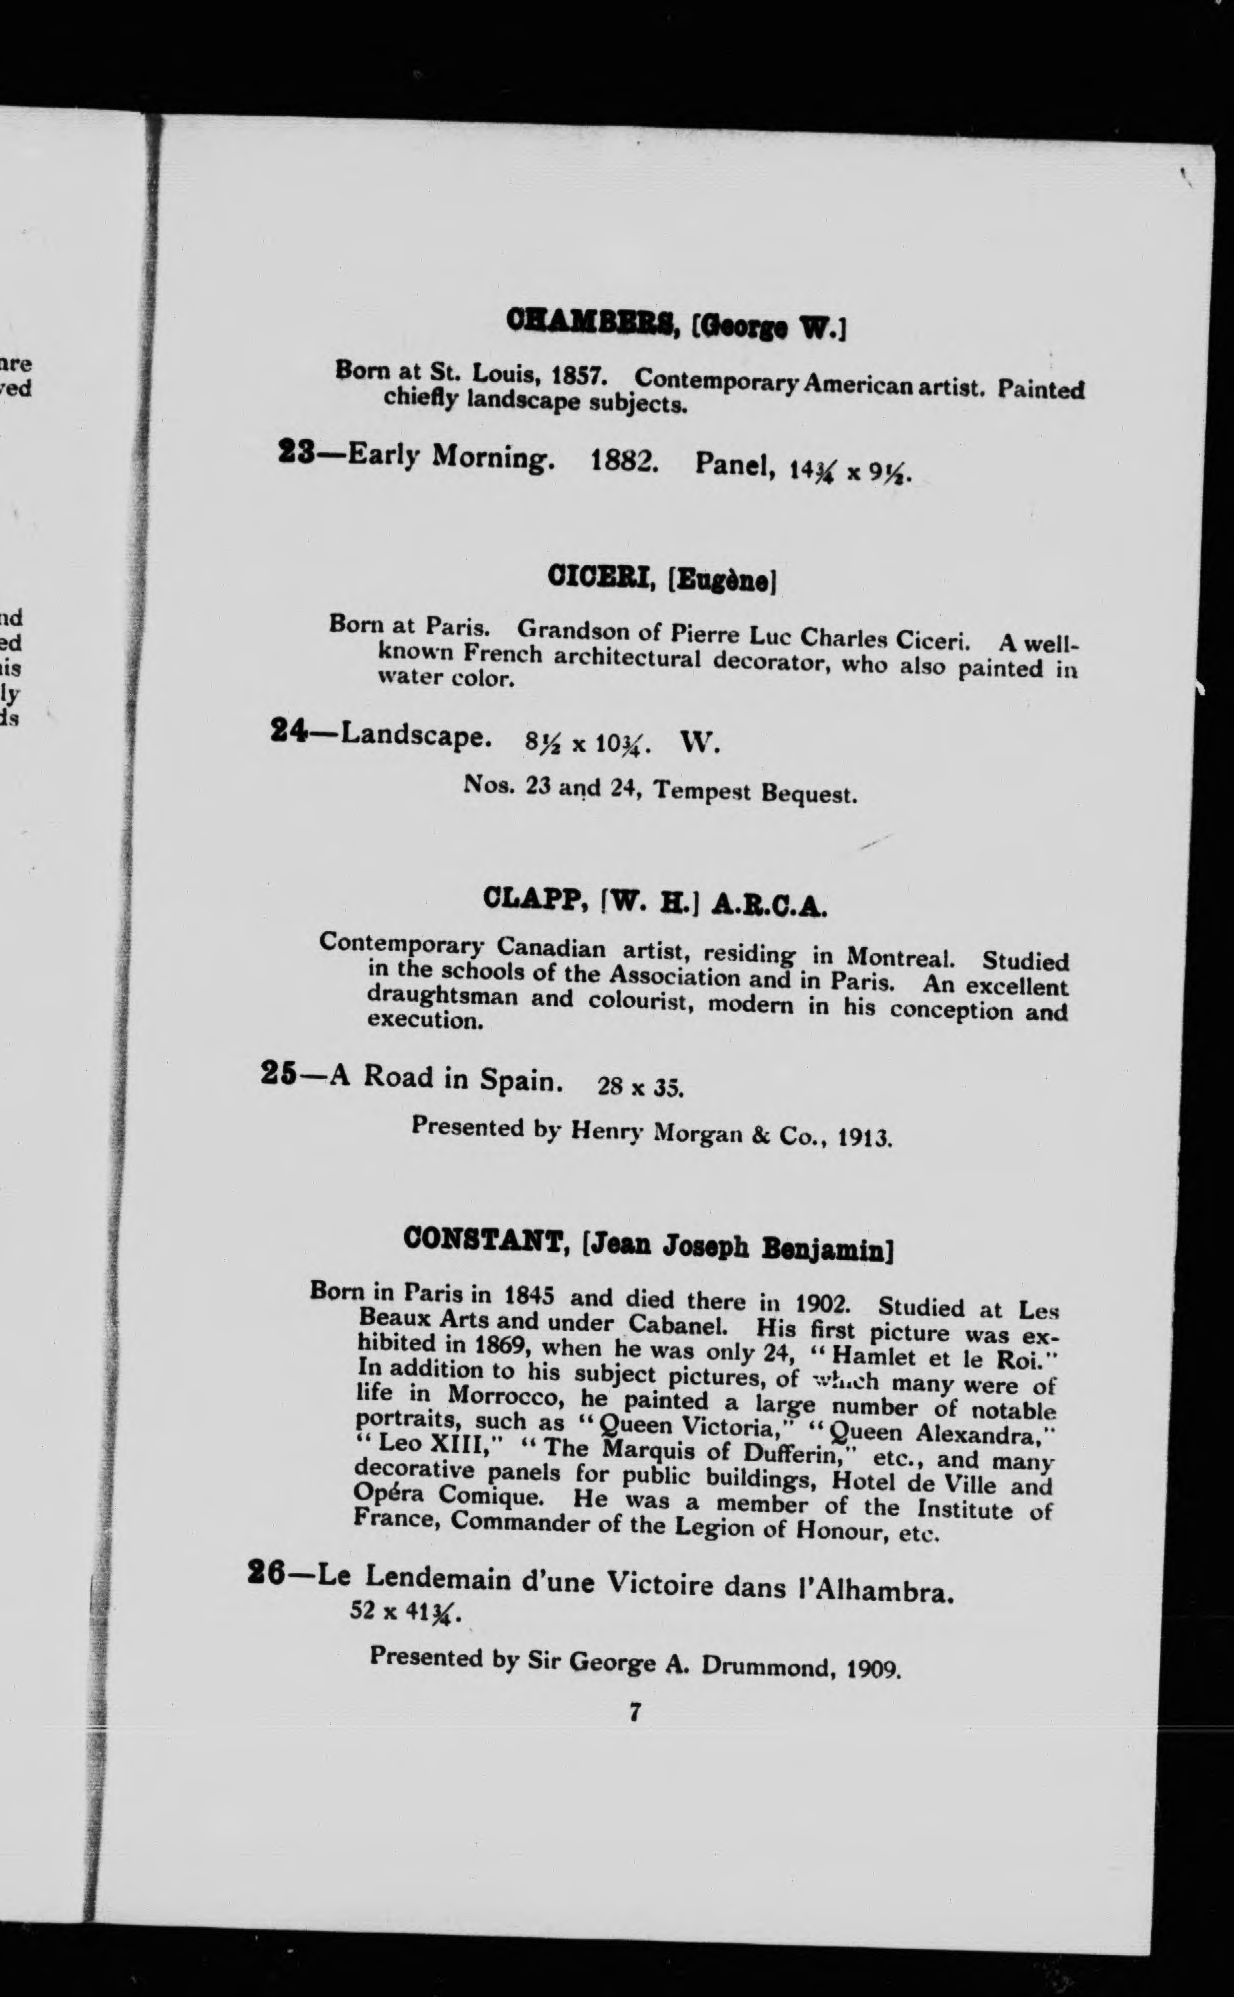 CHAMBERS, [George W.]
Born at St. Louis, 1857. Contemporary American artist. Painted
chiefly landscape subjects.
23—Early Morning. 1882. Panel, 14¾ x 9½.
CICERI, [Eugène]
Born at Paris. Grandson of Pierre Luc Charles Ciceri. A well-
known French architectural decorator, who also painted in
water color.
24—Landscape. 8½ x 10¾. W.
Nos. 23 and 24, Tempest Bequest.
CLAPP, [W. H.] A.R.C.A.
Contemporary Canadian artist, residing in Montreal. Studied
in the schools of the Association and in Paris. An excellent
draughtsman and colourist, modern in his conception and
execution.
25—A Road in Spain. 28 x 35.
Presented by Henry Morgan & Co., 1913.
CONSTANT, [Jean Joseph Benjamin]
Born in Paris in 1845 and died there in 1902. Studied at Les
Beaux Arts and under Cabanel. His first picture was ex-
hibited in 1869, when he was only 24, "Hamlet et le Roi."
In addition to his subject pictures, of which many were of
life in Morrocco, he painted a large number of notable
portraits, such as "Queen Victoria," "Queen Alexandra,"
"Leo XIII," "The Marquis of Dufferin," etc., and many
decorative panels for public buildings, Hotel de Ville and
Opéra Comique. He was a member of the Institute of
France, Commander of the Legion of Honour, etc.
26—Le Lendemain d'une Victoire dans l'Alhambra.
52 x 41¾.
Presented by Sir George A. Drummond, 1909.
7